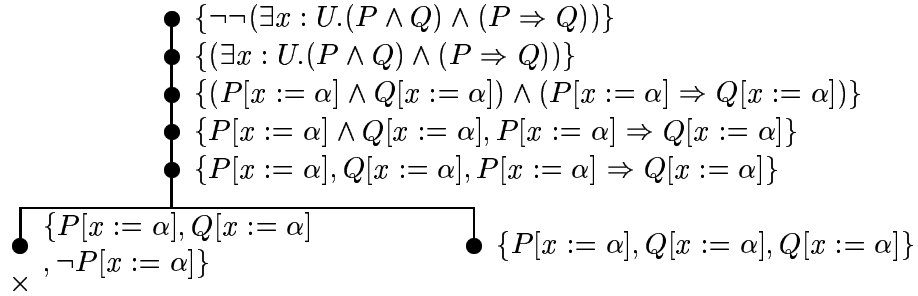 {¬¬(∃x : U.(P ∧ Q) ∧ (P ⇒ Q))}
{(∃x : U.(P ∧ Q) ∧ (P ⇒ Q))}
{(P[x := α] ∧ Q[x := α]) ∧ (P[x := α] ⇒ Q[x := α])}
{P[x := α] ∧ Q[x := α], P[x := α] ⇒ Q[x := α]}
{P[x := α], Q[x := α], P[x := α] ⇒ Q[x := α]}
{P[x := α], Q[x := α]
, ¬P[x := α]}
×
{P[x := α], Q[x := α], Q[x := α]}